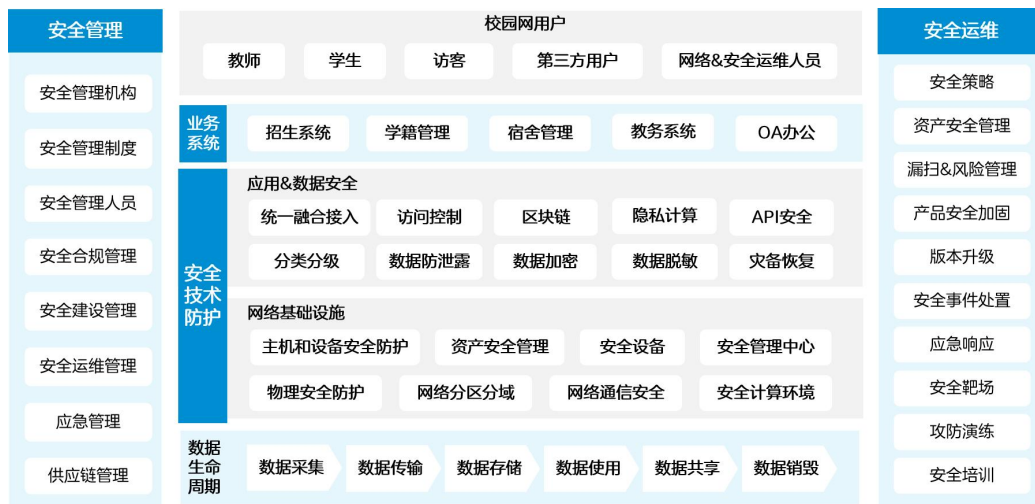 安全管理
安全管理机构
安全管理制度
安全管理人员
安全合规管理
安全建设管理
安全运维管理
应急管理
供应链管理
校园网用户
教师 学生 访客 第三方用户 网络&安全运维人员
业务
系统
招生系统 学籍管理 宿舍管理 教务系统 OA办公
安全
技术
防护
应用&数据安全
统一融合接入 访问控制 区块链 隐私计算 API安全
分类分级 数据防泄露 数据加密 数据脱敏 灾备恢复
网络基础设施
主机和设备安全防护 资产安全管理 安全设备 安全管理中心
物理安全防护 网络分区分域 网络通信安全 安全计算环境
数据
生命
周期
数据采集 数据传输 数据存储 数据使用 数据共享 数据销毁
安全运维
安全策略
资产安全管理
漏扫&风险管理
产品安全加固
版本升级
安全事件处置
应急响应
安全靶场
攻防演练
安全培训